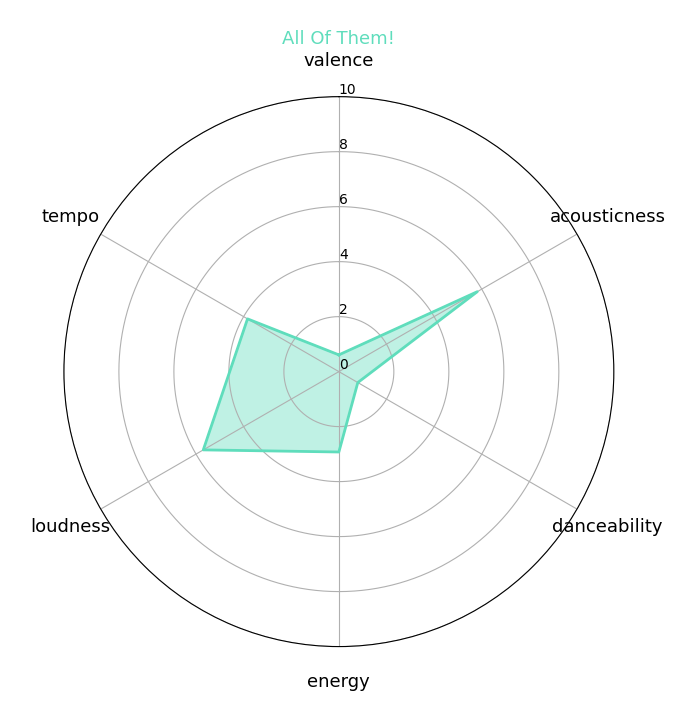 All Of Them!
valence
10
8
tempo
6
acousticness
4
2
0
loudness
danceability
energy